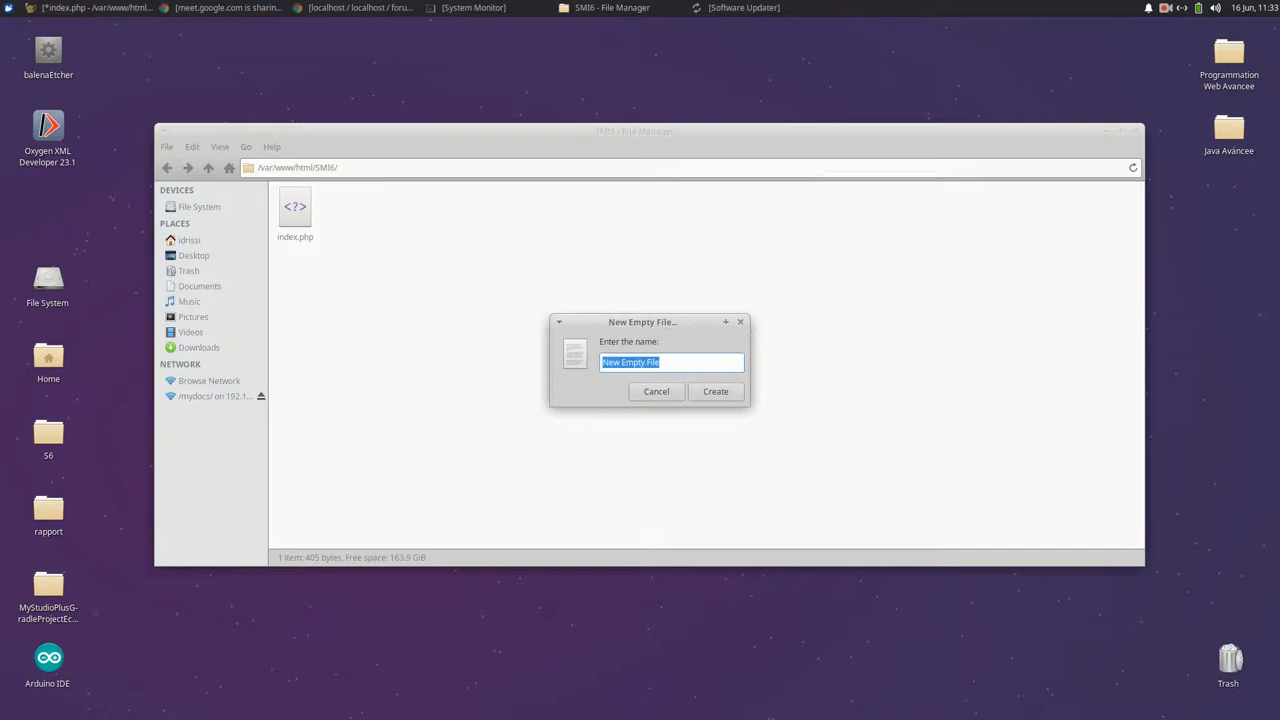 [*index.php - /var/www/html...
[meet.google.com is sharin...
[localhost / localhost / foru...
[System Monitor]
SMI6 - File Manager
[Software Updater]
16 Jun, 11:33
balenaEtcher
Oxygen XML
Developer 23.1
File System
Home
S6
rapport
MyStudioPlusG-
radleProjectEc...
Arduino IDE
SMI6 - File Manager
File Edit View Go Help
/var/www/html/SMI6/
DEVICES
File System
PLACES
idrissi
Desktop
Trash
Documents
Music
Pictures
Videos
Downloads
NETWORK
Browse Network
/mydocs/ on 192.1...
<?>
index.php
New Empty File...
Enter the name:
New Empty File
Cancel
Create
1 item: 405 bytes, Free space: 163.9 GiB
Programmation
Web Avancee
Java Avancee
Trash